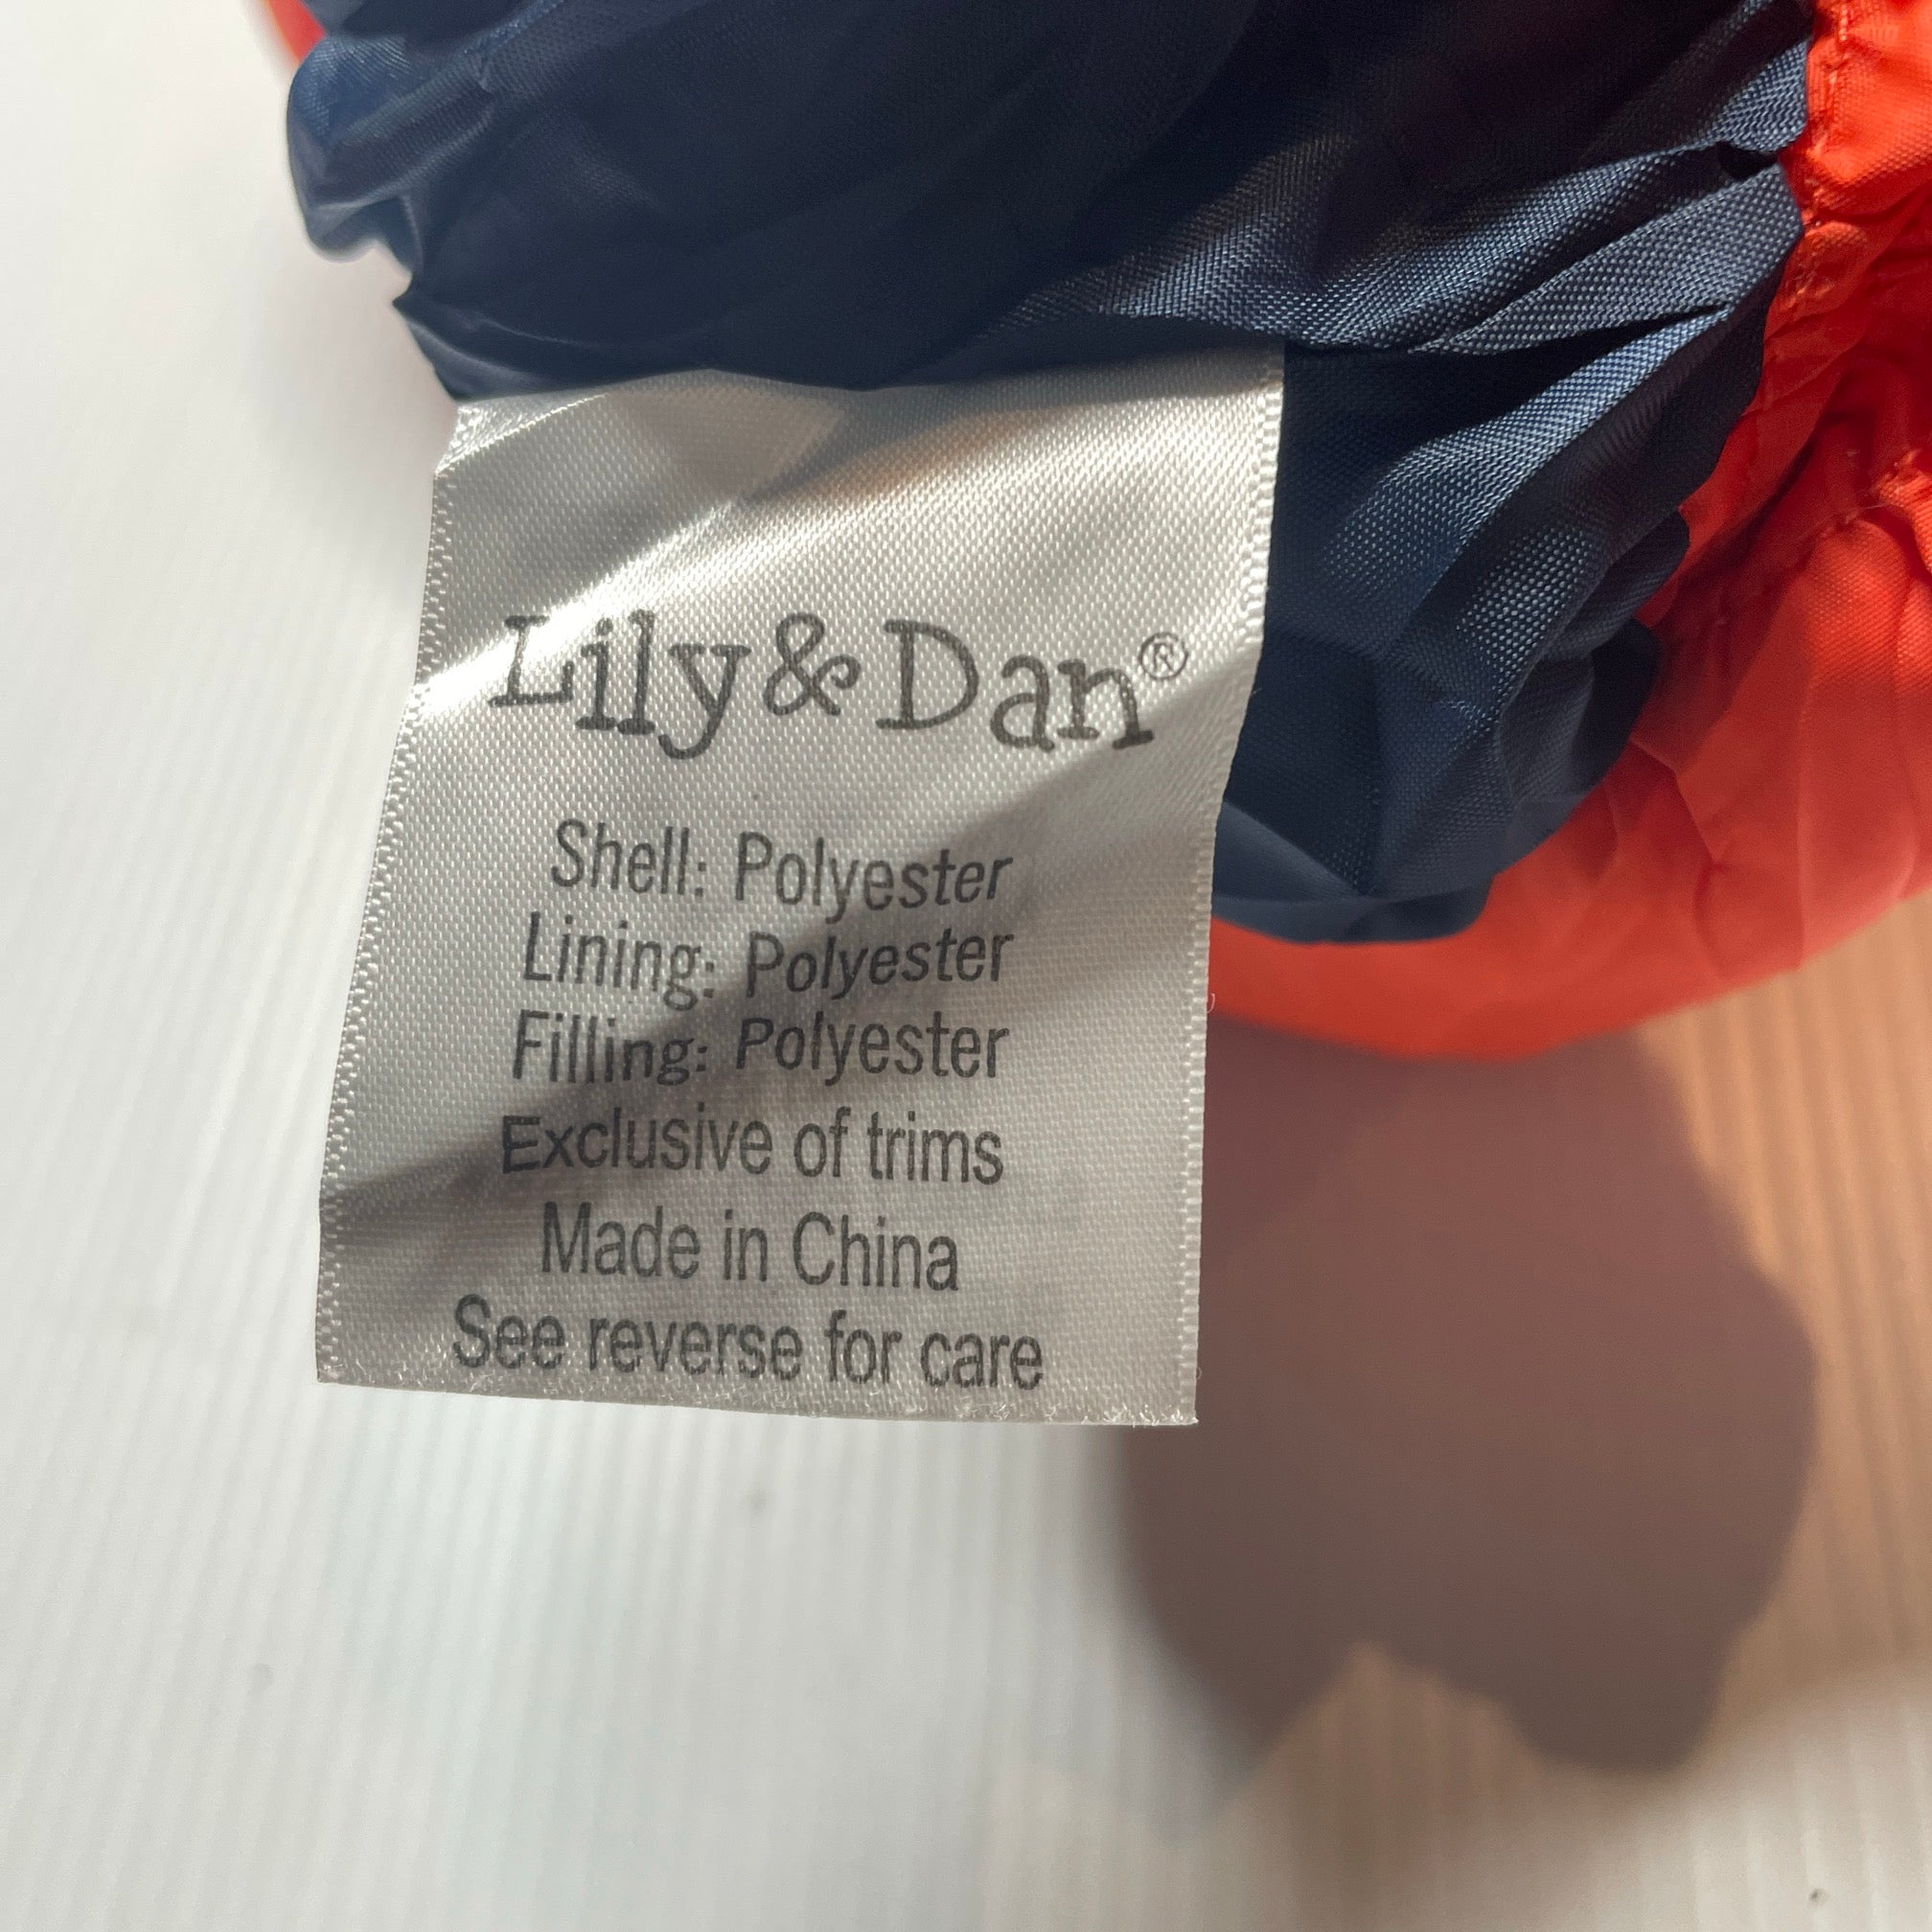 Lily & Dan®
Shell: Polyester
Lining: Polyester
Filling: Polyester
Exclusive of trims
Made in China
See reverse for care